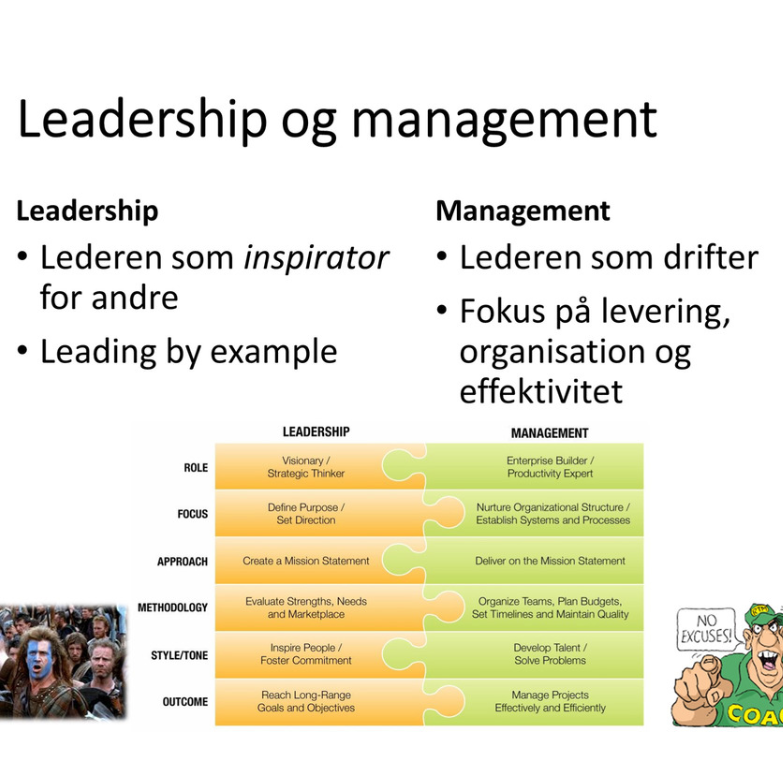 Leadership og management
Leadership
• Lederen som inspirator
for andre
• Leading by example
Management
• Lederen som drifter
• Fokus på levering,
organisation og
effektivitet
LEADERSHIP
MANAGEMENT
ROLE
Visionary /
Strategic Thinker
Enterprise Builder /
Productivity Expert
FOCUS
Define Purpose /
Set Direction
Nurture Organizational Structure /
Establish Systems and Processes
APPROACH
Create a Mission Statement
Deliver on the Mission Statement
METHODOLOGY
Evaluate Strengths, Needs
and Marketplace
Organize Teams, Plan Budgets,
Set Timelines and Maintain Quality
STYLE/TONE
Inspire People /
Foster Commitment
Develop Talent /
Solve Problems
OUTCOME
Reach Long-Range
Goals and Objectives
Manage Projects
Effectively and Efficiently
NO
EXCUSES!
COA